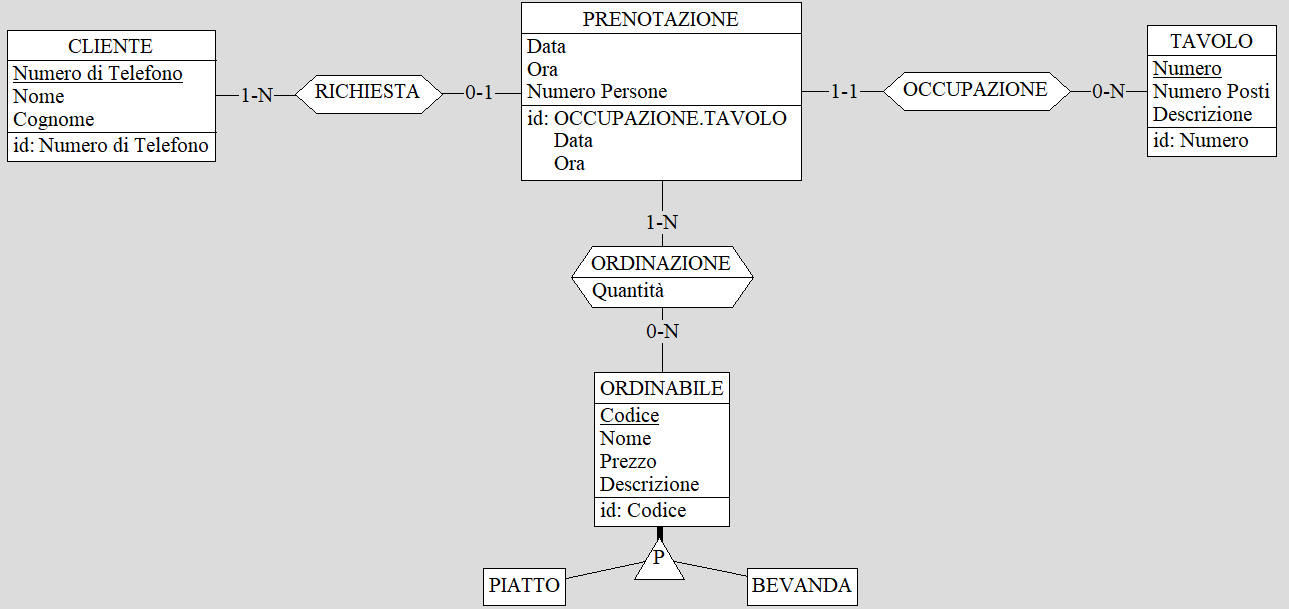 CLIENTE
Numero di Telefono
Nome
Cognome
id: Numero di Telefono
1-N
RICHIESTA
0-1
PRENOTAZIONE
Data
Ora
Numero Persone
id: OCCUPAZIONE.TAVOLO
Data
Ora
1-1
OCCUPAZIONE
0-N
TAVOLO
Numero
Numero Posti
Descrizione
id: Numero
1-N
ORDINAZIONE
Quantità
0-N
ORDINABILE
Codice
Nome
Prezzo
Descrizione
id: Codice
P
PIATTO
BEVANDA